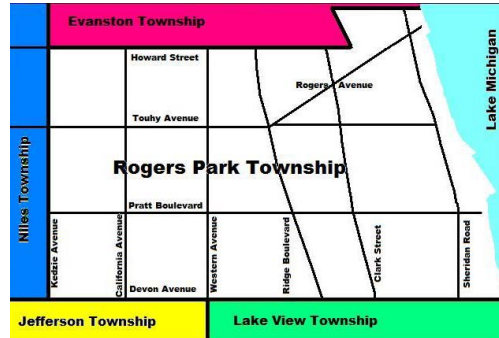 Evanston Township
Howard Street
Rogers Avenue
Lake Michigan
Touhy Avenue
Niles Township
Rogers Park Township
Pratt Boulevard
Kedzie Avenue
California Avenue
Western Avenue
Ridge Boulevard
Clark Street
Sheridan Road
Devon Avenue
Jefferson Township
Lake View Township